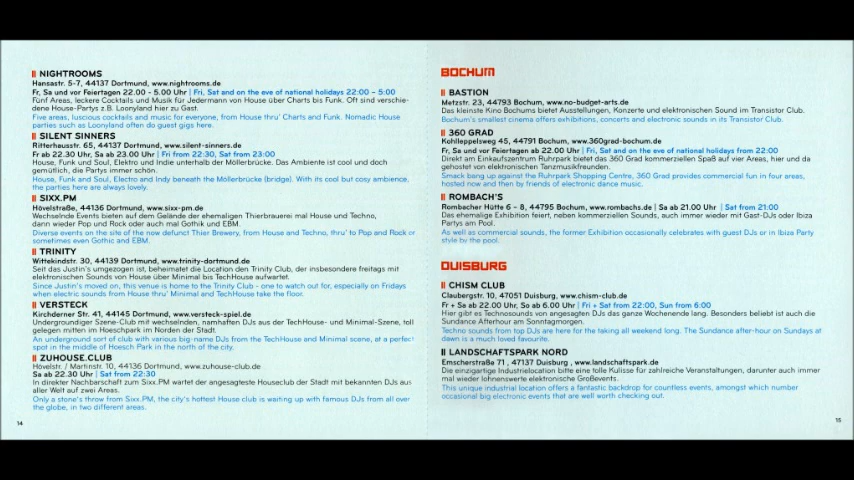 NIGHTROOMS
Hansastr. 5-7, 44137 Dortmund, www.nightrooms.de
Fr, Sa und vor Feiertagen 22.00 - 5.00 Uhr | Fri, Sat and on the eve of national holidays 22:00 – 5:00
Fünf Areas, leckere Cocktails und Musik für Jedermann von House über Charts bis Funk. Oft sind verschie-
dene House-Partys z.B. Loonyland hier zu Gast.
Five areas, luscious cocktails and music for everyone, from House thru' Charts and Funk. Nomadic House
parties such as Loonyland often do guest gigs here.
SILENT SINNERS
Ritterhausstr. 65, 44137 Dortmund, www.silent-sinners.de
Fr ab 22.30 Uhr, Sa ab 23.00 Uhr | Fri from 22:30, Sat from 23:00
House, Funk und Soul, Elektro und Indie unterhalb der Möllerbrücke. Das Ambiente ist cool und doch
gemütlich, die Partys immer schön.
House, Funk and Soul, Electro and Indy beneath the Möllerbrücke (bridge). With its cool but cosy ambience,
the parties here are always lovely.
SIXX.PM
Hövelstraße, 44136 Dortmund, www.sixx-pm.de
Wechselnde Events bieten auf dem Gelände der ehemaligen Thierbrauerei mal House und Techno,
dann wieder Pop und Rock oder auch mal Gothik und EBM.
Diverse events on the site of the now defunct Thier Brewery, from House and Techno, thru' to Pop and Rock or
sometimes even Gothic and EBM.
TRINITY
Wittekindstr. 30, 44139 Dortmund, www.trinity-dortmund.de
Seit das Justin's umgezogen ist, beheimatet die Location den Trinity Club, der insbesondere freitags mit
elektronischen Sounds von House über Minimal bis TechHouse aufwartet.
Since Justin's moved on, this venue is home to the Trinity Club - one to watch out for, especially on Fridays
when electric sounds from House thru' Minimal and TechHouse take the floor.
VERSTECK
Kirchderner Str. 41, 44145 Dortmund, www.versteck-spiel.de
Undergroundiger Szene-Club mit wechselnden, namhaften DJs aus der TechHouse- und Minimal-Szene, toll
gelegen mitten im Hoeschpark im Norden der Stadt.
An underground sort of club with various big-name DJs from the TechHouse and Minimal scene, at a perfect
spot in the middle of Hoesch Park in the north of the city.
ZUHOUSE.CLUB
Hövelstr. / Martinstr. 10, 44136 Dortmund, www.zuhouse-club.de
Sa ab 22.30 Uhr | Sat from 22:30
In direkter Nachbarschaft zum Sixx.PM wartet der angesagteste Houseclub der Stadt mit bekannten DJs aus
aller Welt auf zwei Areas.
Only a stone's throw from Sixx.PM, the city's hottest House club is waiting up with famous DJs from all over
the globe, in two different areas.
14
BOCHUM
BASTION
Metzstr. 23, 44793 Bochum, www.no-budget-arts.de
Das kleinste Kino Bochums bietet Ausstellungen, Konzerte und elektronischen Sound im Transistor Club.
Bochum's smallest cinema offers exhibitions, concerts and electronic sounds in its Transistor Club.
360 GRAD
Kohlleppelsweg 45, 44791 Bochum, www.360grad-bochum.de
Fr, Sa und vor Feiertagen ab 22.00 Uhr | Fri, Sat and on the eve of national holidays from 22:00
Direkt am Einkaufszentrum Ruhrpark bietet das 360 Grad kommerziellen Spaß auf vier Areas, hier und da
gehostet von elektronischen Tanzmusikfreunden.
Smack bang up against the Ruhrpark Shopping Centre, 360 Grad provides commercial fun in four areas,
hosted now and then by friends of electronic dance music.
ROMBACH'S
Rombacher Hütte 6 – 8, 44795 Bochum, www.rombachs.de | Sa ab 21.00 Uhr | Sat from 21:00
Das ehemalige Exhibition feiert, neben kommerziellen Sounds, auch immer wieder mit Gast-DJs oder Ibiza
Partys am Pool.
As well as commercial sounds, the former Exhibition occasionally celebrates with guest DJs or in Ibiza Party
style by the pool.
DUISBURG
CHISM CLUB
Claubergstr. 10, 47051 Duisburg, www.chism-club.de
Fr + Sa ab 22.00 Uhr, So ab 6.00 Uhr | Fri + Sat from 22:00, Sun from 6:00
Hier gibt es Technosounds von angesagten DJs das ganze Wochenende lang. Besonders beliebt ist auch die
Sundance Afterhour am Sonntagmorgen.
Techno sounds from top DJs are here for the taking all weekend long. The Sundance after-hour on Sundays at
dawn is a much loved favourite.
LANDSCHAFTSPARK NORD
Emscherstraße 71 , 47137 Duisburg , www.landschaftspark.de
Die einzigartige Industrielocation bitte eine tolle Kulisse für zahlreiche Veranstaltungen, darunter auch immer
mal wieder lohnenswerte elektronische Großevents.
This unique industrial location offers a fantastic backdrop for countless events, amongst which number
occasional big electronic events that are well worth checking out.
15